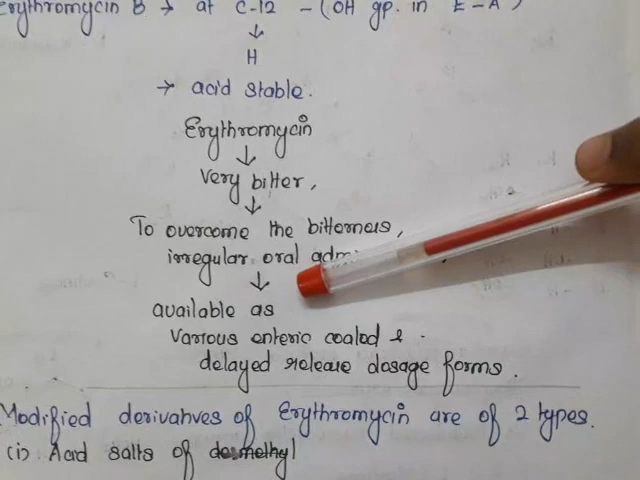 Erythromycin B → at C-12 - (OH gp. in E-A)
↓
H
→ acid stable.
Erythromycin
↓
very bitter,
↓
To overcome the bitterness,
irregular oral
↓
available as
various enteric coated &
delayed release dosage forms.
Modified derivatives of Erythromycin are of 2 types.
(i) Acid salts of